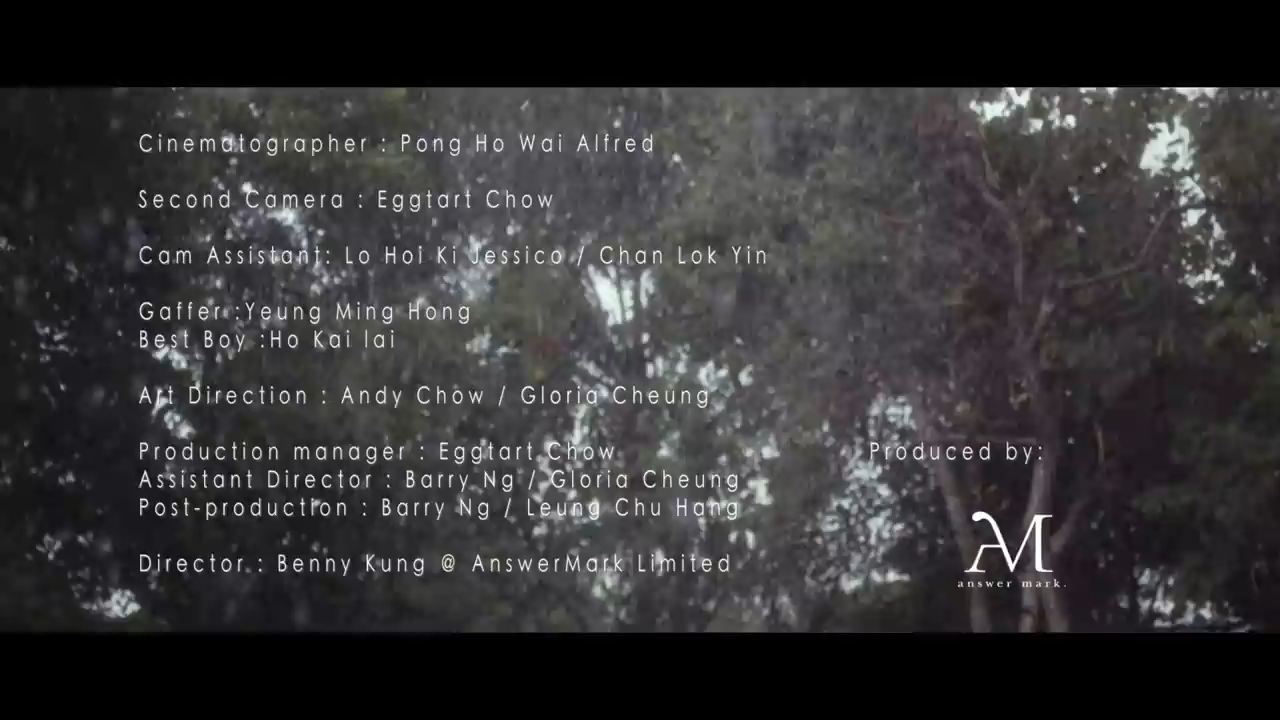 Cinematographer : Pong Ho Wai Alfred
Second Camera : Eggtart Chow
Cam Assistant: Lo Hoi Ki Jessico / Chan Lok Yin
Gaffer :Yeung Ming Hong
Best Boy :Ho Kai lai
Art Direction : Andy Chow / Gloria Cheung
Production manager : Eggtart Chow
Assistant Director : Barry Ng / Gloria Cheung
Post-production : Barry Ng / Leung Chu Hang
Director : Benny Kung @ AnswerMark Limited
Produced by:
AM
answer mark.